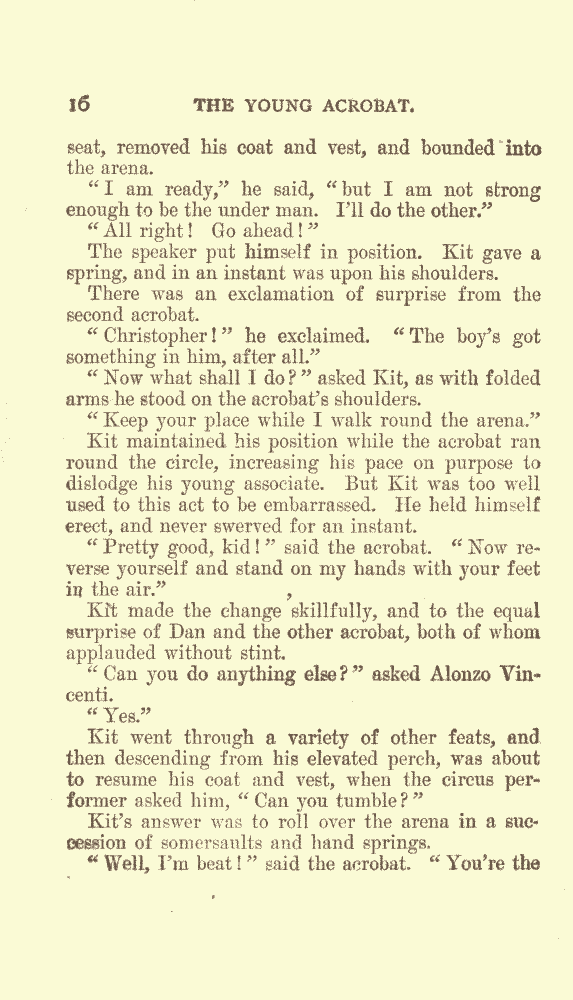 16 THE YOUNG ACROBAT.
seat, removed his coat and vest, and bounded into
the arena.
“I am ready,” he said, “but I am not strong
enough to be the under man. I’ll do the other.”
“All right! Go ahead!”
The speaker put himself in position. Kit gave a
spring, and in an instant was upon his shoulders.
There was an exclamation of surprise from the
second acrobat.
“Christopher!” he exclaimed. “The boy’s got
something in him, after all.”
“Now what shall I do?” asked Kit, as with folded
arms he stood on the acrobat’s shoulders.
“Keep your place while I walk round the arena.”
Kit maintained his position while the acrobat ran
round the circle, increasing his pace on purpose to
dislodge his young associate. But Kit was too well
used to this act to be embarrassed. He held himself
erect, and never swerved for an instant.
“Pretty good, kid!” said the acrobat. “Now re-
verse yourself and stand on my hands with your feet
in the air.”
Kit made the change skillfully, and to the equal
surprise of Dan and the other acrobat, both of whom
applauded without stint.
“Can you do anything else?” asked Alonzo Vin-
centi.
“Yes.”
Kit went through a variety of other feats, and
then descending from his elevated perch, was about
to resume his coat and vest, when the circus per-
former asked him, “Can you tumble?”
Kit’s answer was to roll over the arena in a suc-
cession of somersaults and hand springs.
“Well, I’m beat!” said the acrobat. “You’re the